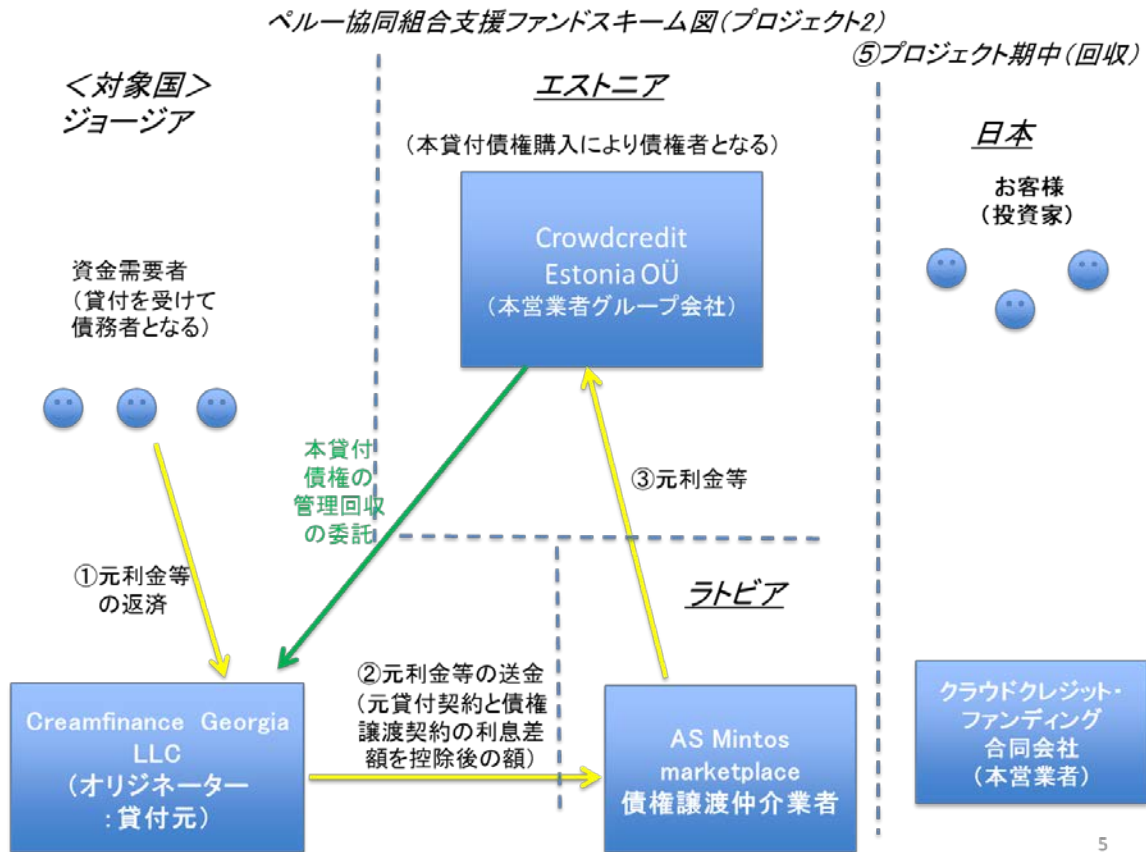 ペルー協同組合支援ファンドスキーム図(プロジェクト2)
⑤プロジェクト期中(回収)
＜対象国＞
ジョージア
エストニア
(本貸付債権購入により債権者となる)
日本
お客様
(投資家)
Crowdcredit
Estonia OÜ
(本営業者グループ会社)
資金需要者
(貸付を受けて
債務者となる)
本貸付
債権の
管理回収
の委託
③元利金等
①元利金等
の返済
ラトビア
②元利金等の送金
(元貸付契約と債権
譲渡契約の利息差
額を控除後の額)
Creamfinance Georgia
LLC
(オリジネーター
:貸付元)
AS Mintos
marketplace
債権譲渡仲介業者
クラウドクレジット・
ファンディング
合同会社
(本営業者)
5